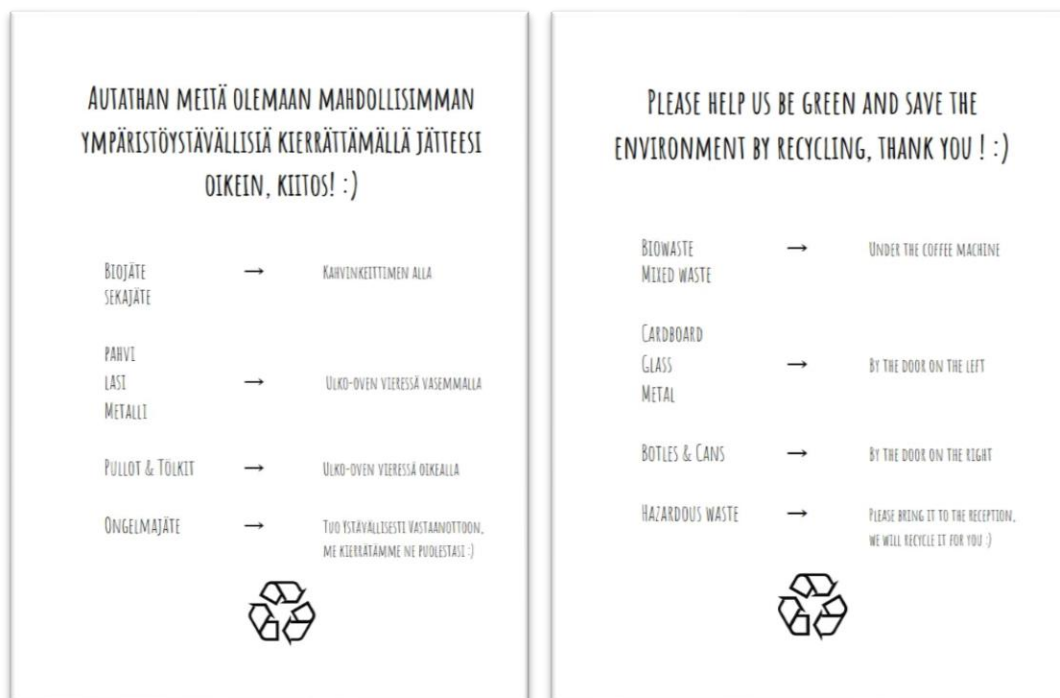 AUTATHAN MEITÄ OLEMAAN MAHDOLLISIMMAN
YMPÄRISTÖYSTÄVÄLLISIÄ KIERRÄTTÄMÄLLÄ JÄTTEESI
OIKEIN, KIITOS! :)
BIOJÄTE → KAHVINKEITTIMEN ALLA
SEKAJÄTE
PAHVI
LASI → ULKO-OVEN VIERESSÄ VASEMMALLA
METALLI
PULLOT & TÖLKIT → ULKO-OVEN VIERESSÄ OIKEALLA
ONGELMAJÄTE → TUO YSTÄVÄLLISESTI VASTAANOTTOON,
ME KIERRÄTÄMME NE PUOLESTASI :)
PLEASE HELP US BE GREEN AND SAVE THE
ENVIRONMENT BY RECYCLING, THANK YOU ! :)
BIOWASTE → UNDER THE COFFEE MACHINE
MIXED WASTE
CARDBOARD
GLASS → BY THE DOOR ON THE LEFT
METAL
BOTLES & CANS → BY THE DOOR ON THE RIGHT
HAZARDOUS WASTE → PLEASE BRING IT TO THE RECEPTION,
WE WILL RECYCLE IT FOR YOU :)